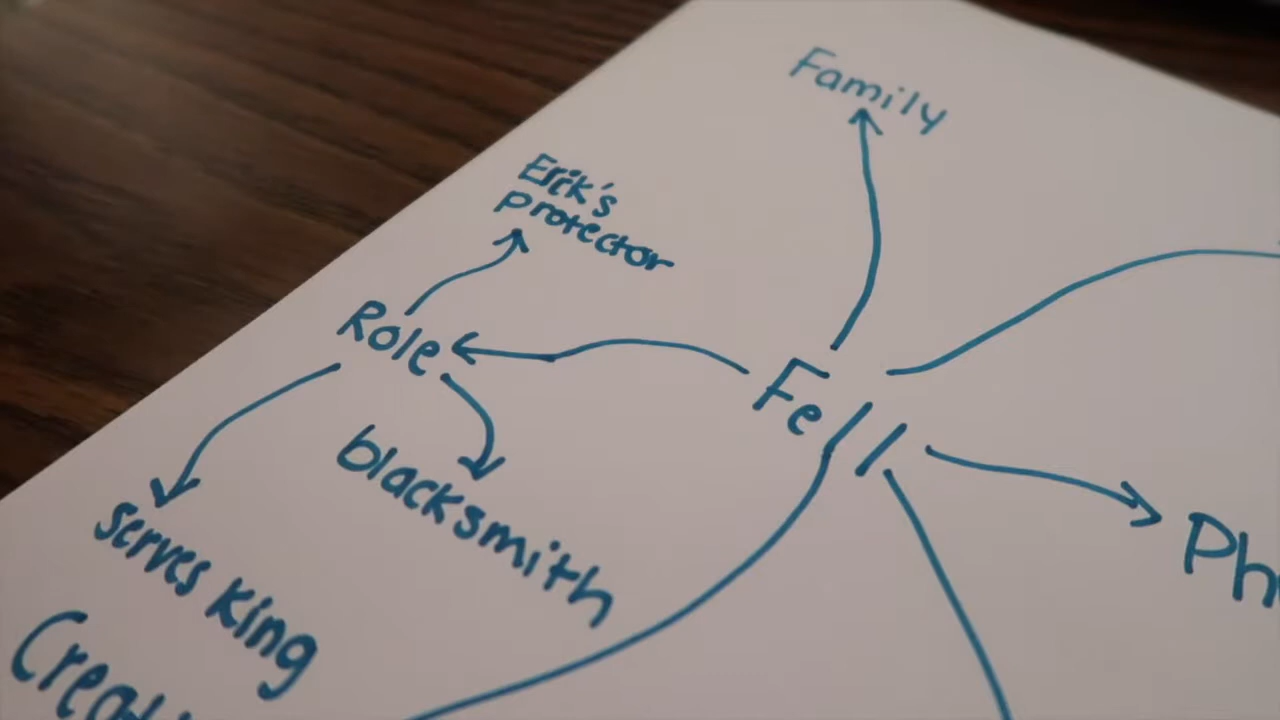 Family
Erik's
protector
Role
Fell
blacksmith
serves King